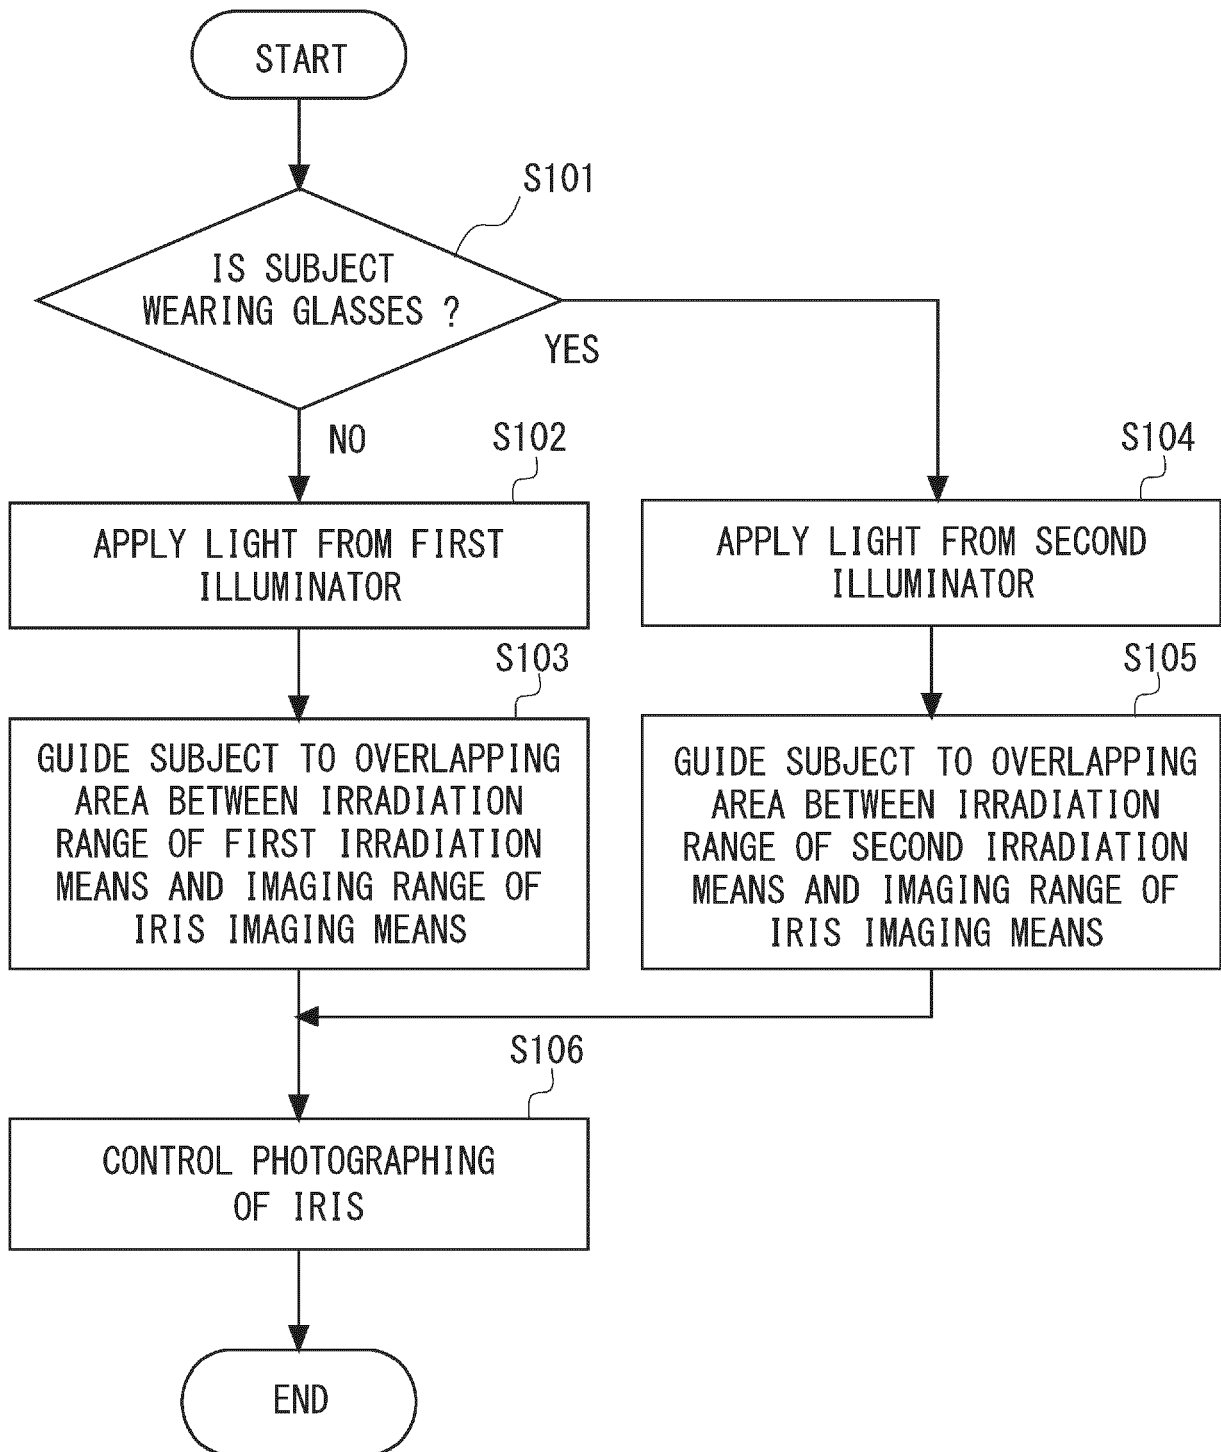 START
S101
IS SUBJECT
WEARING GLASSES ?
YES
NO
S102
APPLY LIGHT FROM FIRST
ILLUMINATOR
S104
APPLY LIGHT FROM SECOND
ILLUMINATOR
S103
GUIDE SUBJECT TO OVERLAPPING
AREA BETWEEN IRRADIATION
RANGE OF FIRST IRRADIATION
MEANS AND IMAGING RANGE OF
IRIS IMAGING MEANS
S105
GUIDE SUBJECT TO OVERLAPPING
AREA BETWEEN IRRADIATION
RANGE OF SECOND IRRADIATION
MEANS AND IMAGING RANGE OF
IRIS IMAGING MEANS
S106
CONTROL PHOTOGRAPHING
OF IRIS
END